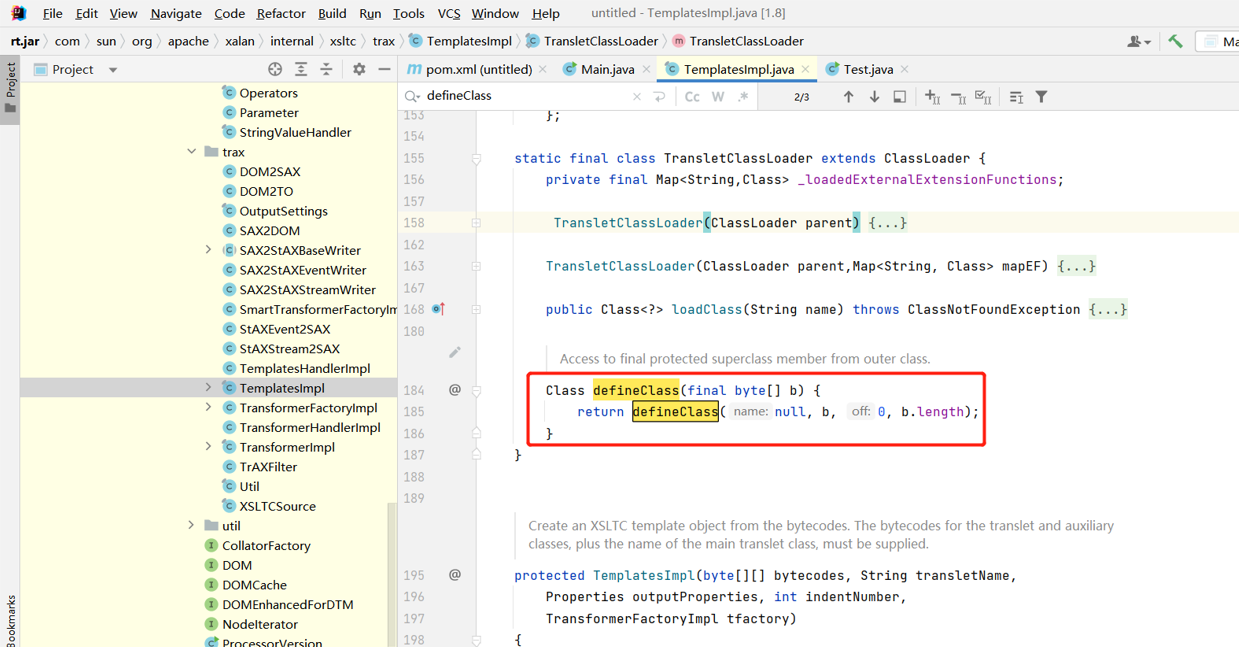 File Edit View Navigate Code Refactor Build Run Tools VCS Window Help untitled - TemplatesImpl.java [1.8]
rt.jar com sun org apache xalan internal xsltc trax TemplatesImpl TransletClassLoader TransletClassLoader Ma
Project
Project
pom.xml (untitled)
Main.java
TemplatesImpl.java
Test.java
defineClass
Cc W .*
2/3
Operators
Parameter
StringValueHandler
trax
DOM2SAX
DOM2TO
OutputSettings
SAX2DOM
SAX2StAXBaseWriter
SAX2StAXEventWriter
SAX2StAXStreamWriter
SmartTransformerFactoryIm
StAXEvent2SAX
StAXStream2SAX
TemplatesHandlerImpl
TemplatesImpl
TransformerFactoryImpl
TransformerHandlerImpl
TransformerImpl
TrAXFilter
Util
XSLTCSource
util
CollatorFactory
DOM
DOMCache
DOMEnhancedForDTM
NodeIterator
ProcessorVersion
Bookmarks
153 };
154
155 static final class TransletClassLoader extends ClassLoader {
156 private final Map<String,Class> _loadedExternalExtensionFunctions;
157
158 TransletClassLoader(ClassLoader parent) {...}
162
163 TransletClassLoader(ClassLoader parent,Map<String, Class> mapEF) {...}
167
168 public Class<?> loadClass(String name) throws ClassNotFoundException {...}
180
Access to final protected superclass member from outer class.
184 @ Class defineClass(final byte[] b) {
185 return defineClass( name: null, b, off: 0, b.length);
186 }
187 }
188
189
Create an XSLTC template object from the bytecodes. The bytecodes for the translet and auxiliary
classes, plus the name of the main translet class, must be supplied.
195 @ protected TemplatesImpl(byte[][] bytecodes, String transletName,
196 Properties outputProperties, int indentNumber,
197 TransformerFactoryImpl tfactory)
198 {